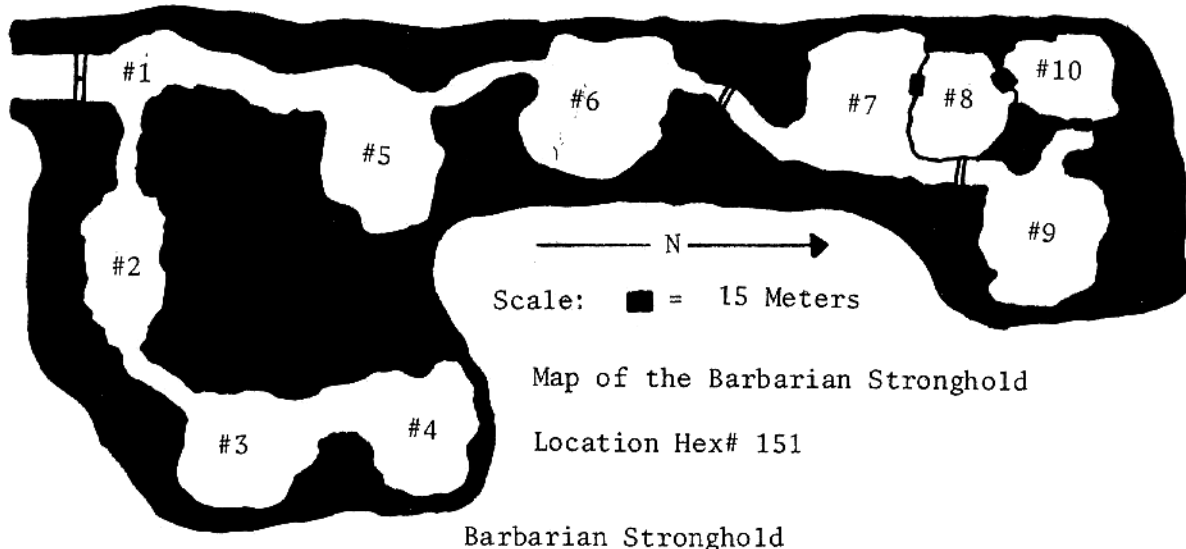 #1
#6
#7
#8
#10
#5
#2
#9
N
Scale: = 15 Meters
Map of the Barbarian Stronghold
#3
#4
Location Hex# 151
Barbarian Stronghold